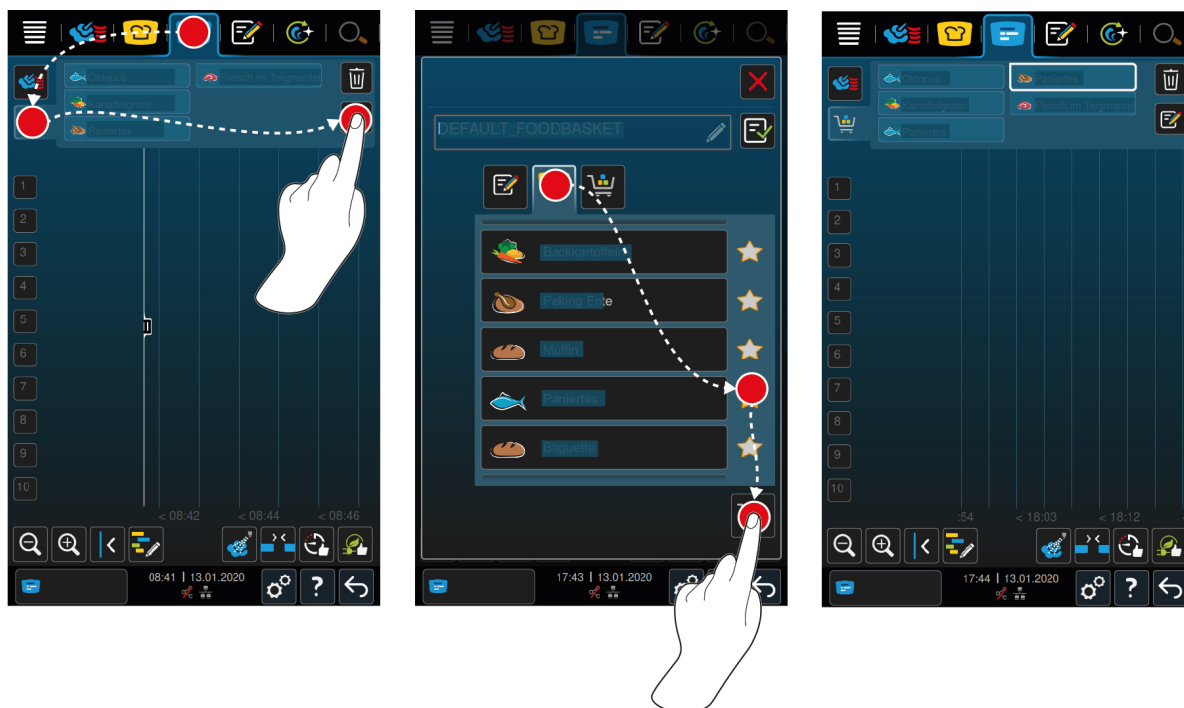 Oktopus
Fleisch im Teigmantel
Kartoffelgratin
Paniertes
1
2
3
4
5
6
7
8
9
10
< 08:42
< 08:44
< 08:46
08:41 | 13.01.2020
?
DEFAULT_FOODBASKET
Backkartoffeln
Peking Ente
Muffin
Paniertes
Baguette
17:43 | 13.01.2020
Oktopus
Paniertes
Kartoffelgratin
Fleisch im Teigmantel
Paniertes
1
2
3
4
5
6
7
8
9
10
:54
< 18:03
< 18:12
17:44 | 13.01.2020
?